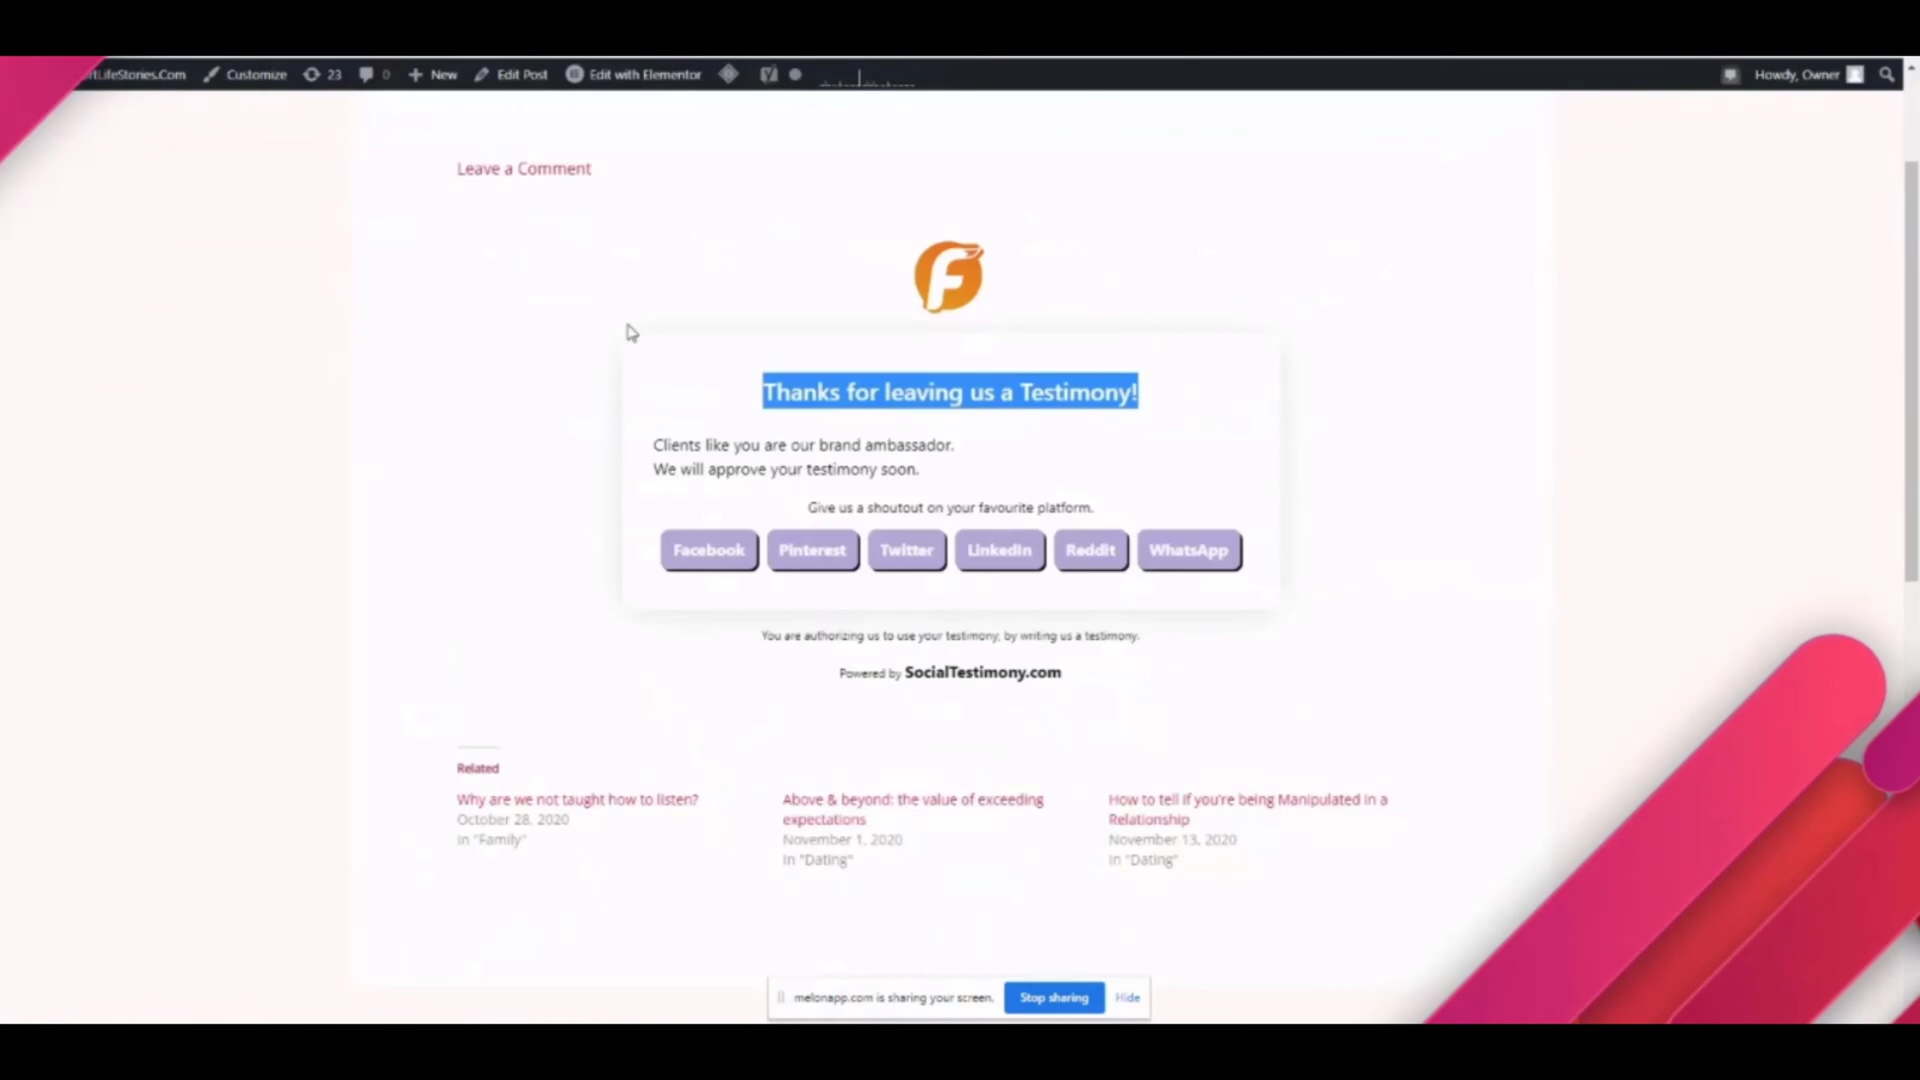 rtLifeStories.Com Customize 23 0 New Edit Post Edit with Elementor Howdy, Owner
Leave a Comment
Thanks for leaving us a Testimony!
Clients like you are our brand ambassador.
We will approve your testimony soon.
Give us a shoutout on your favourite platform.
Facebook Pinterest Twitter LinkedIn Reddit WhatsApp
You are authorizing us to use your testimony, by writing us a testimony.
Powered by SocialTestimony.com
Related
Why are we not taught how to listen?
October 28, 2020
In "Family"
Above & beyond: the value of exceeding
expectations
November 1, 2020
In "Dating"
How to tell if you're being Manipulated in a
Relationship
November 13, 2020
In "Dating"
melonapp.com is sharing your screen. Stop sharing Hide